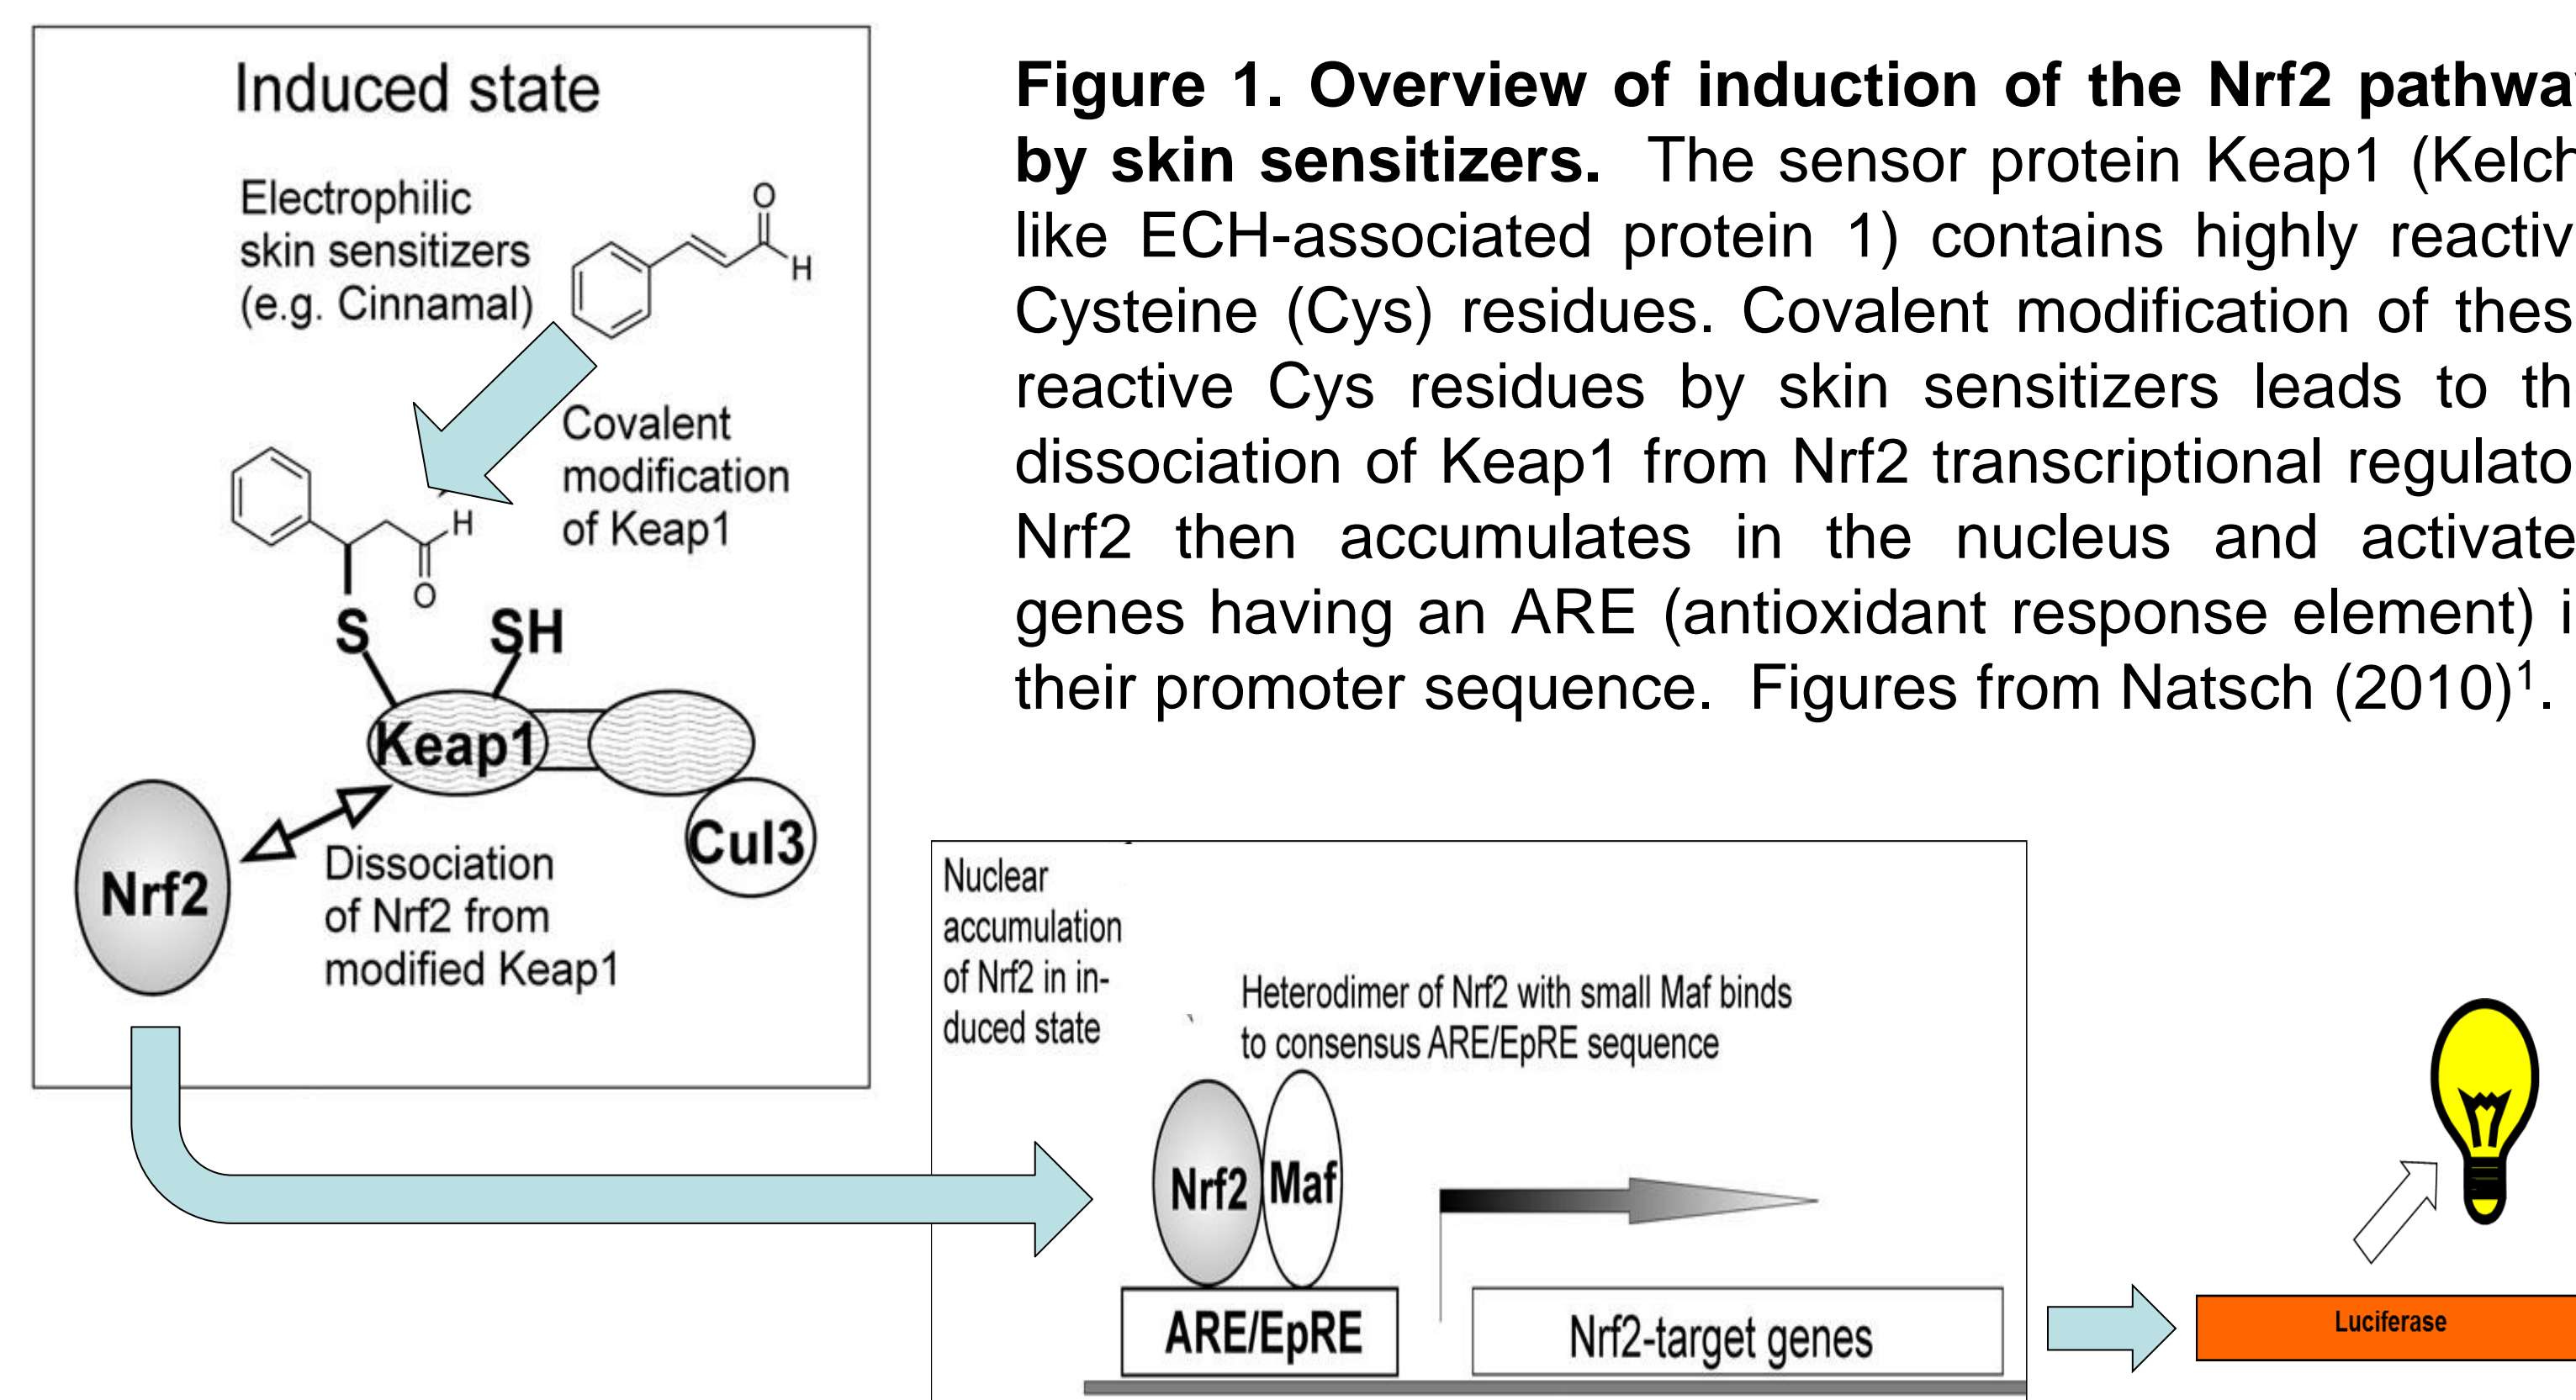 Induced state
Electrophilic
skin sensitizers
(e.g. Cinnamal)
O
H
Covalent
modification
of Keap1
H
O
S
SH
Keap1
Cul3
Nrf2
Dissociation
of Nrf2 from
modified Keap1
Figure 1. Overview of induction of the Nrf2 pathwa
by skin sensitizers. The sensor protein Keap1 (Kelch
like ECH-associated protein 1) contains highly reactiv
Cysteine (Cys) residues. Covalent modification of thes
reactive Cys residues by skin sensitizers leads to th
dissociation of Keap1 from Nrf2 transcriptional regulato
Nrf2 then accumulates in the nucleus and activate
genes having an ARE (antioxidant response element) i
their promoter sequence. Figures from Natsch (2010)¹.
Nuclear
accumulation
of Nrf2 in in-
duced state
Heterodimer of Nrf2 with small Maf binds
to consensus ARE/EpRE sequence
Nrf2
Maf
ARE/EpRE
Nrf2-target genes
Luciferase